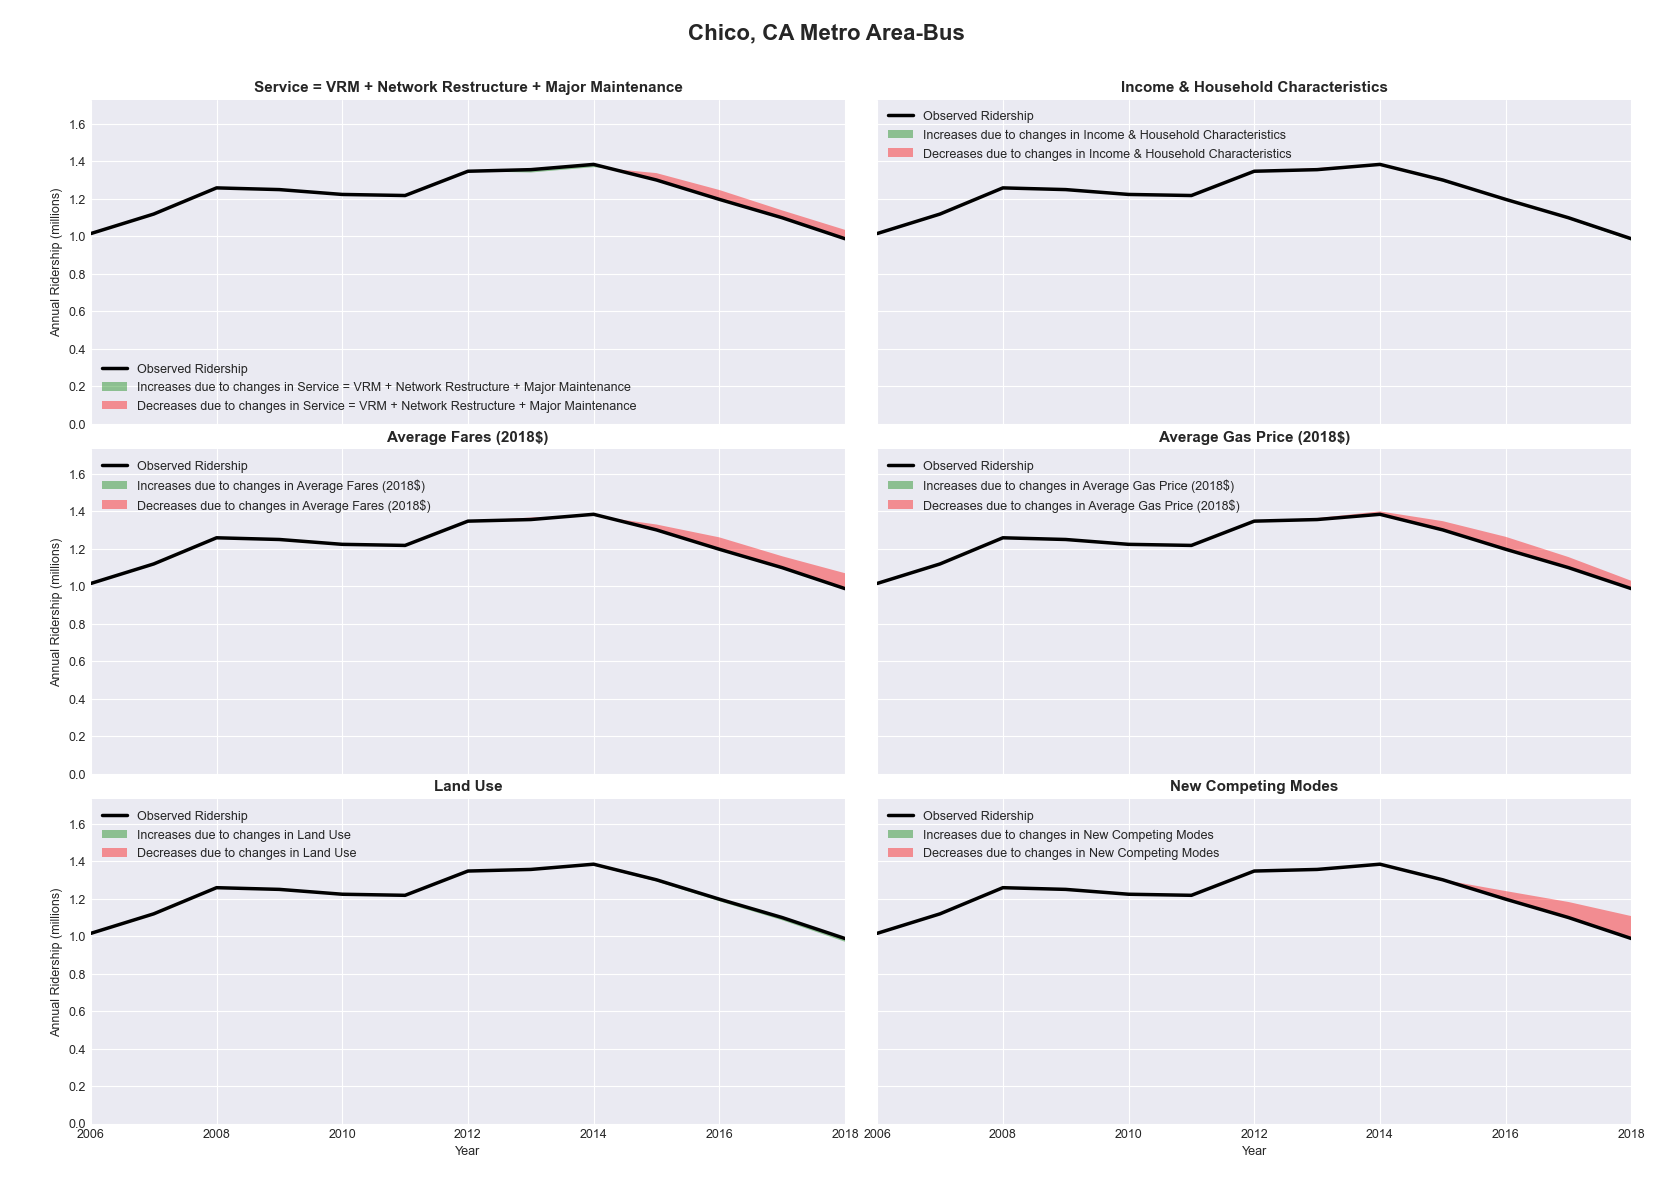 Chico, CA Metro Area-Bus
Service = VRM + Network Restructure + Major Maintenance
Annual Ridership (millions)
1.6
1.4
1.2
1.0
0.8
0.6
0.4
0.2
0.0
Observed Ridership
Increases due to changes in Service = VRM + Network Restructure + Major Maintenance
Decreases due to changes in Service = VRM + Network Restructure + Major Maintenance
Income & Household Characteristics
Observed Ridership
Increases due to changes in Income & Household Characteristics
Decreases due to changes in Income & Household Characteristics
Average Fares (2018$)
Annual Ridership (millions)
1.6
1.4
1.2
1.0
0.8
0.6
0.4
0.2
0.0
Observed Ridership
Increases due to changes in Average Fares (2018$)
Decreases due to changes in Average Fares (2018$)
Average Gas Price (2018$)
Observed Ridership
Increases due to changes in Average Gas Price (2018$)
Decreases due to changes in Average Gas Price (2018$)
Land Use
Annual Ridership (millions)
1.6
1.4
1.2
1.0
0.8
0.6
0.4
0.2
0.0
Observed Ridership
Increases due to changes in Land Use
Decreases due to changes in Land Use
2006 2008 2010 2012 2014 2016 2018
Year
New Competing Modes
Observed Ridership
Increases due to changes in New Competing Modes
Decreases due to changes in New Competing Modes
2006 2008 2010 2012 2014 2016 2018
Year